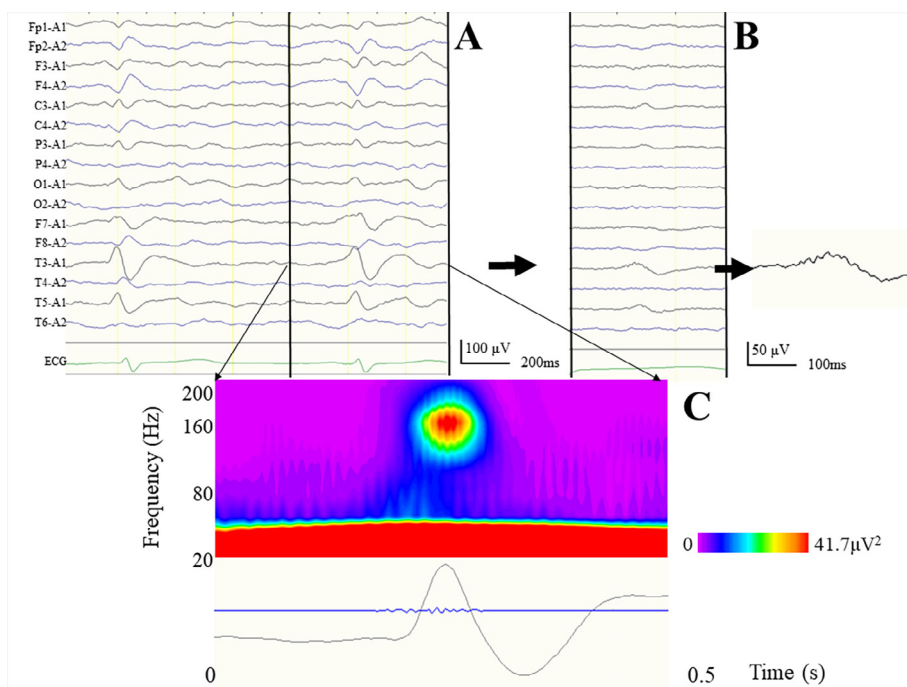 Fp1-A1
Fp2-A2
F3-A1
F4-A2
C3-A1
C4-A2
P3-A1
P4-A2
O1-A1
O2-A2
F7-A1
F8-A2
T3-A1
T4-A2
T5-A1
T6-A2
ECG
A
100 µV
200ms
B
50 µV
100ms
C
Frequency (Hz)
200
160
80
20
0
0 41.7µV²
0.5 Time (s)